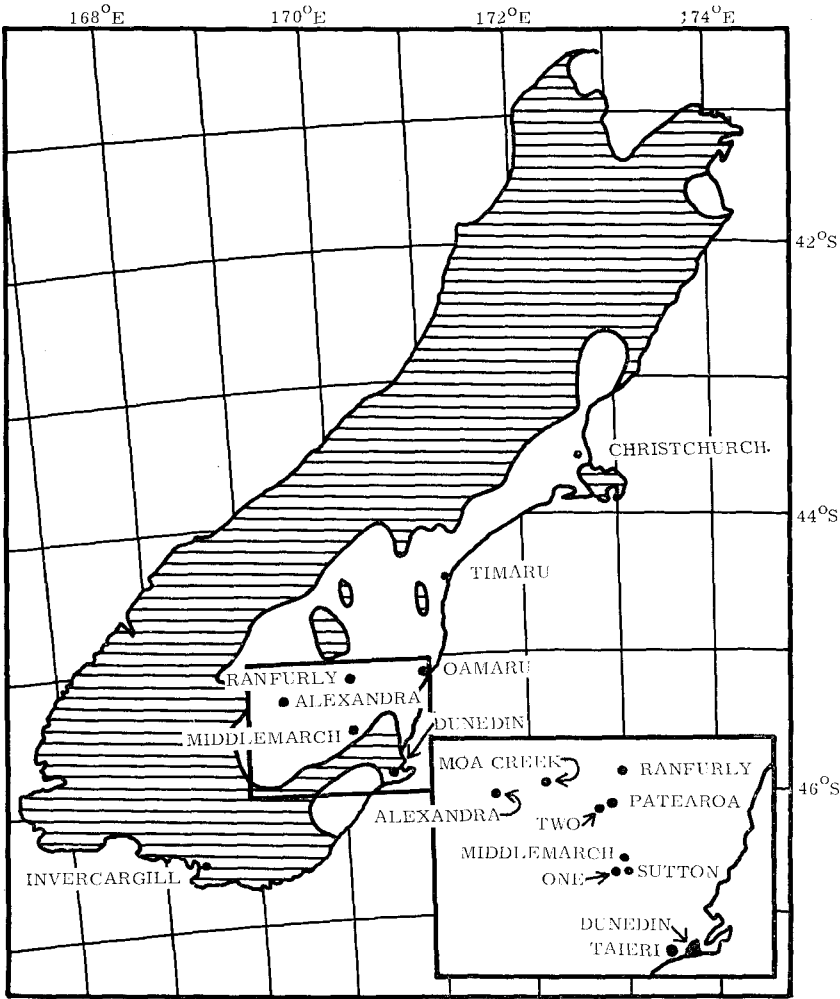 168°E 170°E 172°E 174°E
42°S
CHRISTCHURCH.
44°S
TIMARU
OAMARU
RANFURLY
ALEXANDRA
DUNEDIN
MIDDLEMARCH
MOA CREEK
RANFURLY
46°S
PATEAROA
ALEXANDRA
TWO
MIDDLEMARCH
ONE SUTTON
INVERCARGILL
DUNEDIN
TAIERI